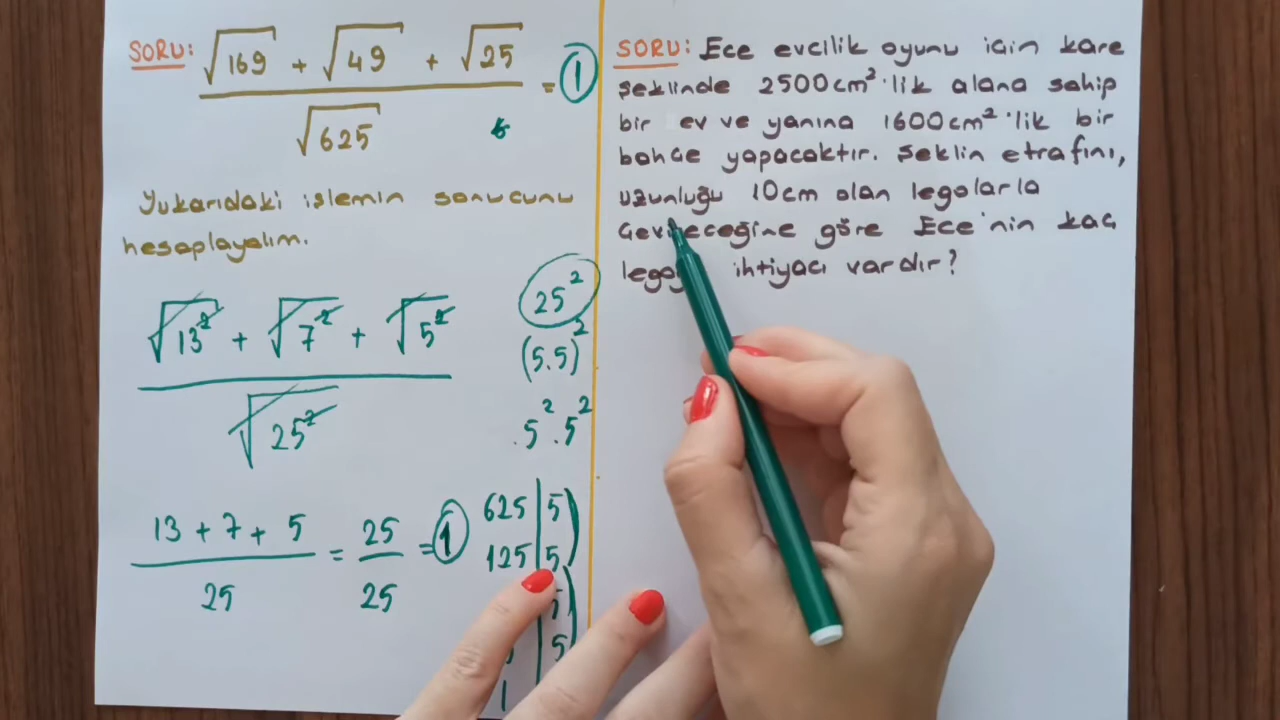 SORU: √169 + √49 + √25
= 1
√625
Yukarıdaki işlemin sonucunu
hesaplayalım.
√13² + √7² + √5²
√25²
25²
(5.5)²
.5².5²
13 + 7 + 5 = 25 = 1
25 25
625 | 5
125 | 5
5
5
1
SORU: Ece evcilik oyunu için kare
şeklinde 2500cm²'lik alana sahip
bir ev ve yanına 1600cm²'lik bir
bahçe yapacaktır. Şeklin etrafını,
uzunluğu 10cm olan legolarla
göre Ece'nin kaç
ihtiyacı vardır?